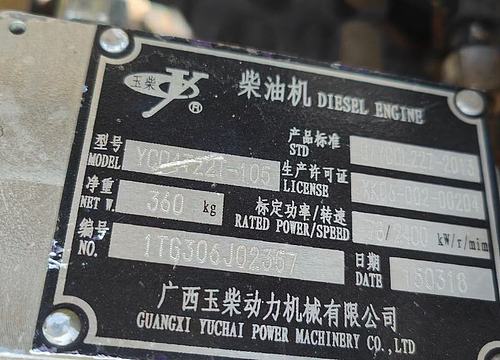 玉柴 ®
柴油机 DIESEL ENGINE
型号 MODEL
产品标准 STD
生产许可证 LICENSE
净重 NET W. 360 kg
标定功率/转速 RATED POWER/SPEED kW/r/min
编号 NO. 1TG306J02367
日期 DATE 150318
广西玉柴动力机械有限公司
GUANGXI YUCHAI POWER MACHINERY CO.,LTD